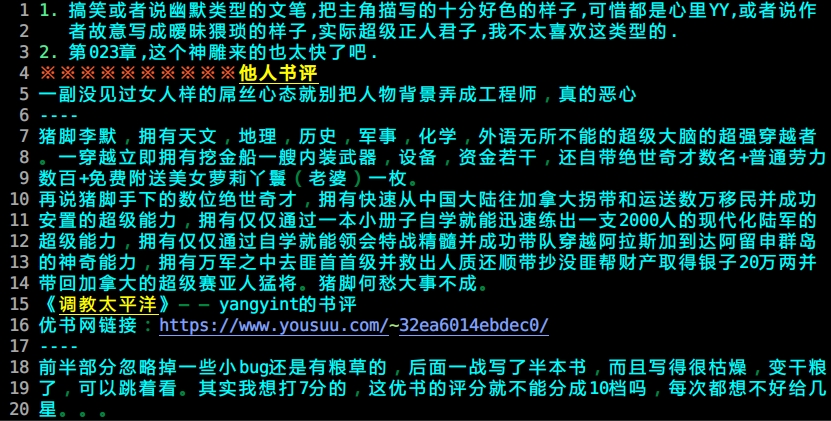 1 1. 搞笑或者说幽默类型的文笔,把主角描写的十分好色的样子,可惜都是心里YY,或者说作
2 者故意写成暧昧猥琐的样子,实际超级正人君子,我不太喜欢这类型的.
3 2. 第023章,这个神雕来的也太快了吧.
4 ※※※※※※※※※※他人书评
5 一副没见过女人样的屌丝心态就别把人物背景弄成工程师，真的恶心
6 ----
7 猪脚李默，拥有天文，地理，历史，军事，化学，外语无所不能的超级大脑的超强穿越者
8 。一穿越立即拥有挖金船一艘内装武器，设备，资金若干，还自带绝世奇才数名+普通劳力
9 数百+免费附送美女萝莉丫鬟（老婆）一枚。
10 再说猪脚手下的数位绝世奇才，拥有快速从中国大陆往加拿大拐带和运送数万移民并成功
11 安置的超级能力，拥有仅仅通过一本小册子自学就能迅速练出一支2000人的现代化陆军的
12 超级能力，拥有仅仅通过自学就能领会特战精髓并成功带队穿越阿拉斯加到达阿留申群岛
13 的神奇能力，拥有万军之中去匪首首级并救出人质还顺带抄没匪帮财产取得银子20万两并
14 带回加拿大的超级赛亚人猛将。猪脚何愁大事不成。
15 《调教太平洋》—— yangyint的书评
16 优书网链接：https://www.yousuu.com/~32ea6014ebdec0/
17 ----
18 前半部分忽略掉一些小bug还是有粮草的，后面一战写了半本书，而且写得很枯燥，变干粮
19 了，可以跳着看。其实我想打7分的，这优书的评分就不能分成10档吗，每次都想不好给几
20 星。。。